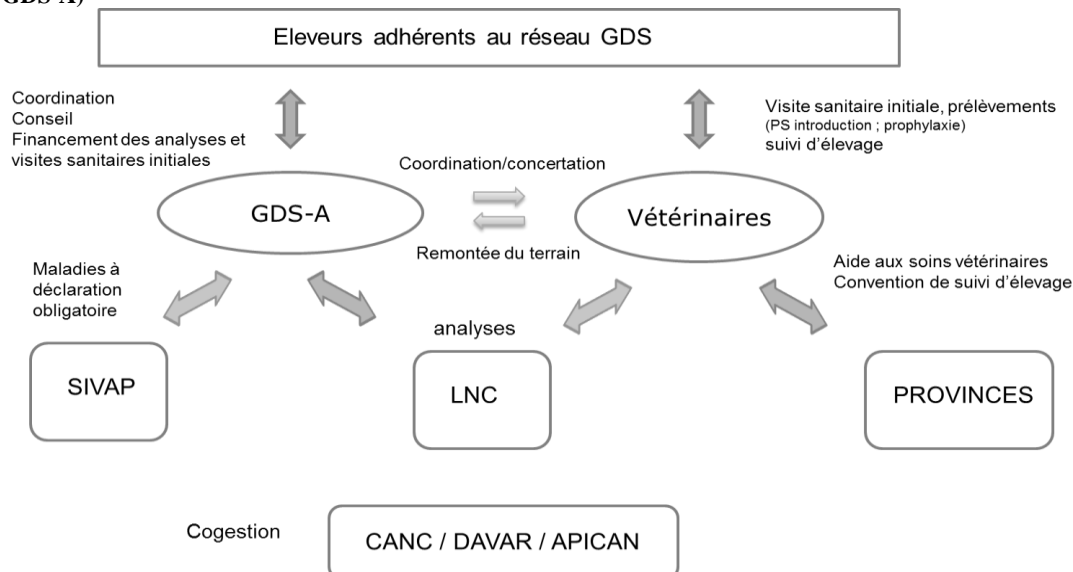 GDS-A)
Eleveurs adhérents au réseau GDS
Coordination
Conseil
Financement des analyses et
visites sanitaires initiales
Visite sanitaire initiale, prélèvements
(PS introduction ; prophylaxie)
suivi d'élevage
Coordination/concertation
GDS-A
Vétérinaires
Remontée du terrain
Maladies à
déclaration
obligatoire
Aide aux soins vétérinaires
Convention de suivi d'élevage
analyses
SIVAP
LNC
PROVINCES
Cogestion
CANC / DAVAR / APICAN